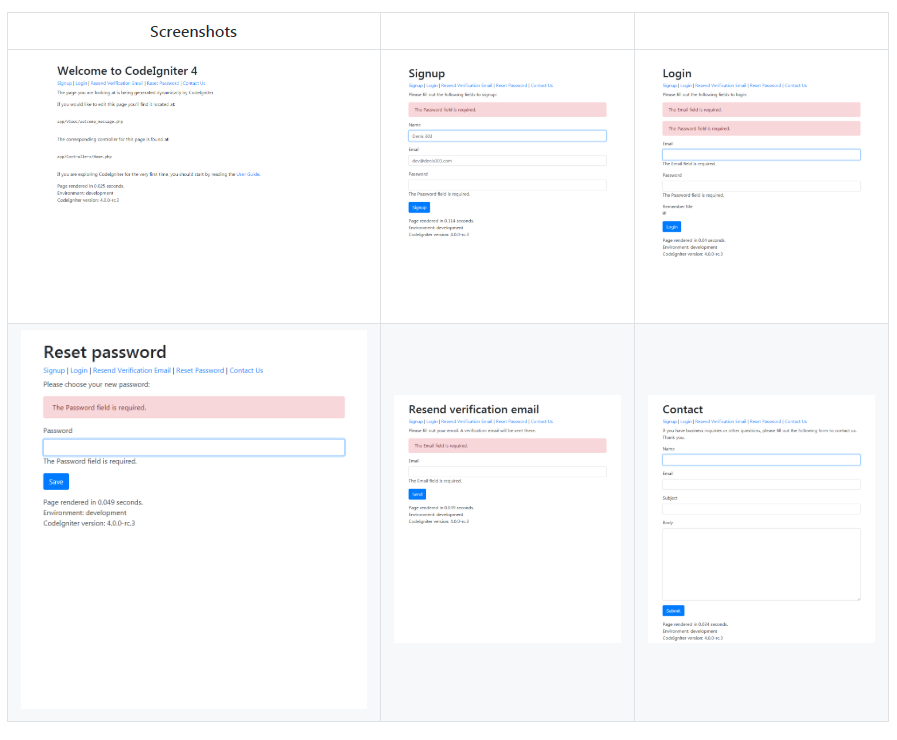 Screenshots
Welcome to CodeIgniter 4
Signup | Login | Resend Verification Email | Reset Password | Contact Us
The page you are looking at is being generated dynamically by CodeIgniter.
If you would like to edit this page you'll find it located at:
app/Views/welcome_message.php
The corresponding controller for this page is found at:
app/Controllers/Home.php
If you are exploring CodeIgniter for the very first time, you should start by reading the User Guide.
Page rendered in 0.025 seconds.
Environment: development
CodeIgniter version: 4.0.0-rc.3
Signup
Signup | Login | Resend Verification Email | Reset Password | Contact Us
Please fill out the following fields to signup:
The Password field is required.
Name
Denis 303
Email
Password
The Password field is required.
Signup
Page rendered in 0.114 seconds.
Environment: development
CodeIgniter version: 4.0.0-rc.3
Login
Signup | Login | Resend Verification Email | Reset Password | Contact Us
Please fill out the following fields to login:
The Email field is required.
The Password field is required.
Email
The Email field is required.
Password
The Password field is required.
Remember Me
Login
Page rendered in 0.04 seconds.
Environment: development
CodeIgniter version: 4.0.0-rc.3
Reset password
Signup | Login | Resend Verification Email | Reset Password | Contact Us
Please choose your new password:
The Password field is required.
Password
The Password field is required.
Save
Page rendered in 0.049 seconds.
Environment: development
CodeIgniter version: 4.0.0-rc.3
Resend verification email
Signup | Login | Resend Verification Email | Reset Password | Contact Us
Please fill out your email. A verification email will be sent there.
The Email field is required.
Email
The Email field is required.
Send
Page rendered in 0.039 seconds.
Environment: development
CodeIgniter version: 4.0.0-rc.3
Contact
Signup | Login | Resend Verification Email | Reset Password | Contact Us
If you have business inquiries or other questions, please fill out the following form to contact us.
Thank you.
Name
Email
Subject
Body
Submit
Page rendered in 0.034 seconds.
Environment: development
CodeIgniter version: 4.0.0-rc.3